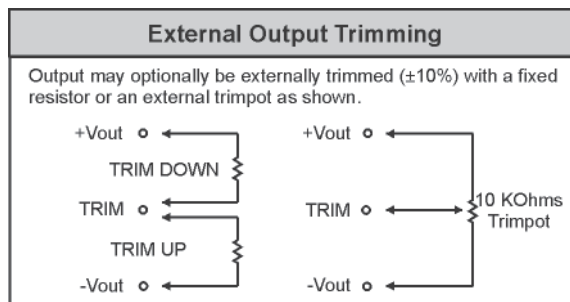 External Output Trimming
Output may optionally be externally trimmed (±10%) with a fixed
resistor or an external trimpot as shown.
+Vout
TRIM DOWN
TRIM
TRIM UP
-Vout
+Vout
TRIM
10 KOhms
Trimpot
-Vout